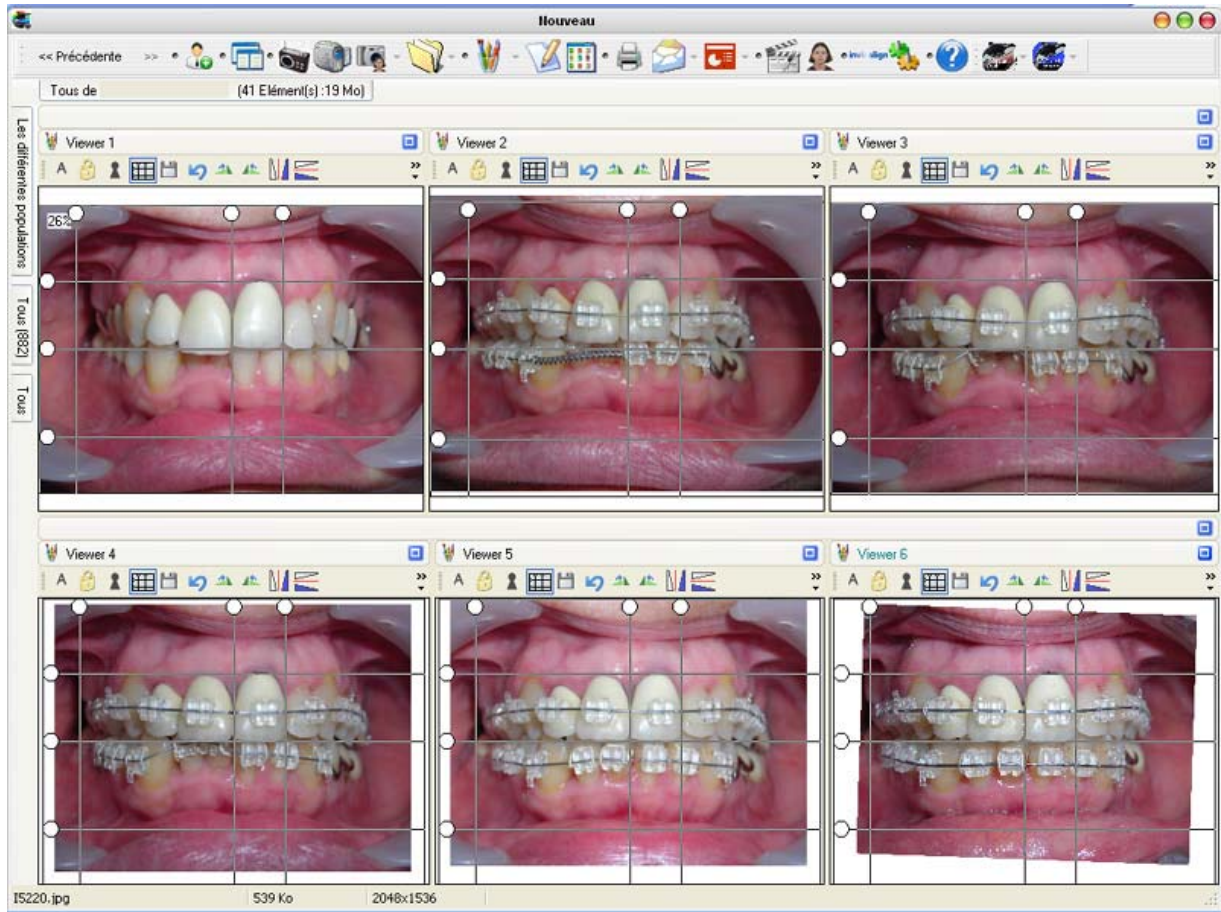 Nouveau
<< Précédente >> invisalign
Tous de (41 Elément(s) :19 Mo)
Les différentes populations
Tous (882)
Tous
Viewer 1
Viewer 2
Viewer 3
A A A
26%
Viewer 4
Viewer 5
Viewer 6
A A A
I5220.jpg 539 Ko 2048x1536